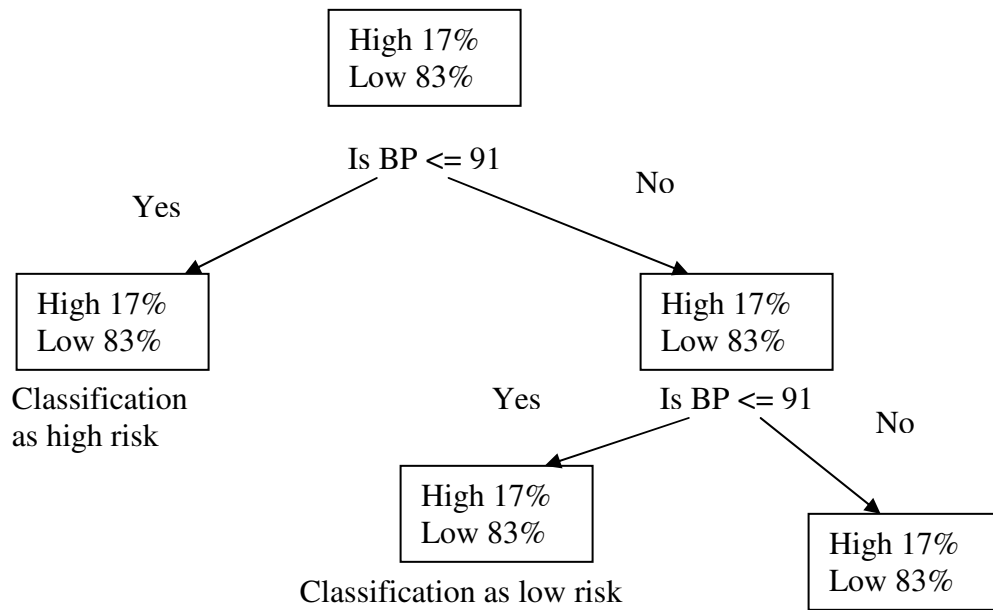 High 17%
Low 83%
Is BP <= 91
Yes
No
High 17%
Low 83%
Classification
as high risk
High 17%
Low 83%
Yes
Is BP <= 91
No
High 17%
Low 83%
Classification as low risk
High 17%
Low 83%